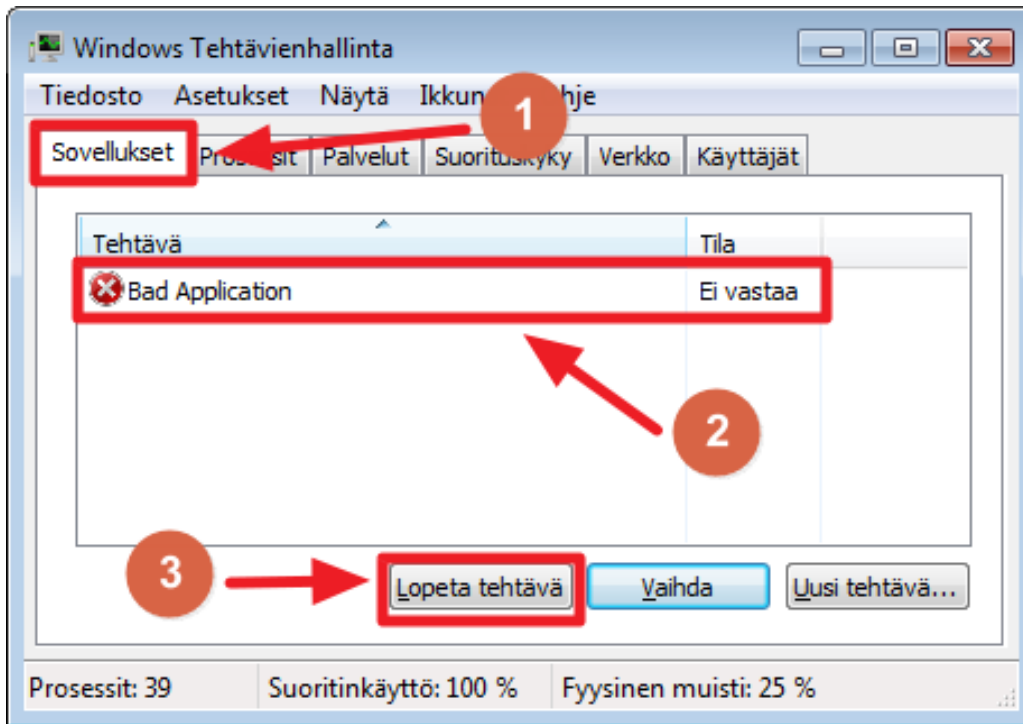 Windows Tehtävienhallinta
Tiedosto Asetukset Näytä
1
Sovellukset Palvelut Suorituskyky Verkko Käyttäjät
Tehtävä Tila
Bad Application Ei vastaa
2
3
Lopeta tehtävä Vaihda Uusi tehtävä...
Prosessit: 39 Suoritinkäyttö: 100 % Fyysinen muisti: 25 %